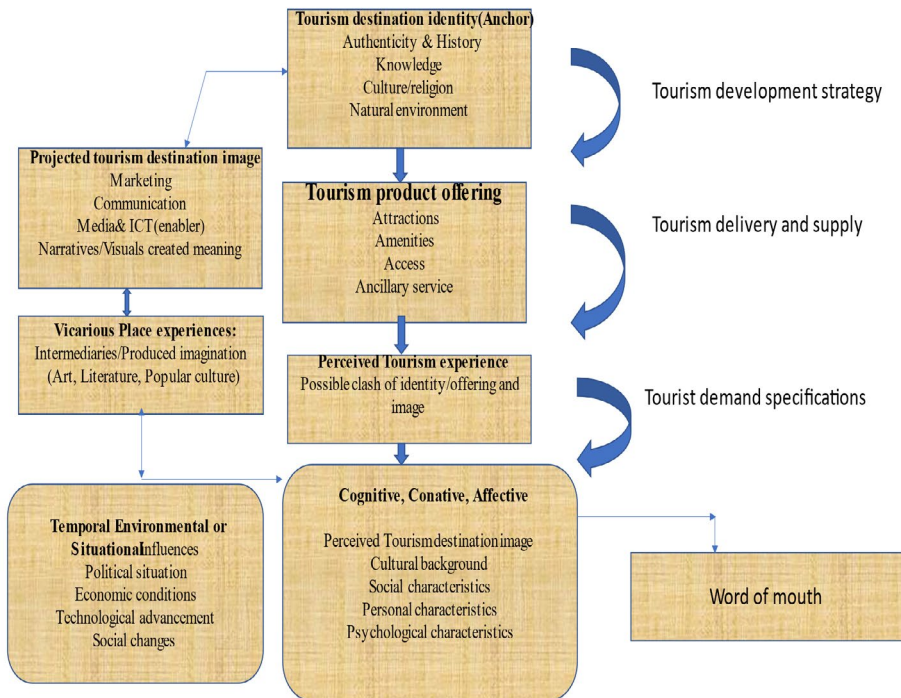 Tourism destination identity(Anchor)
Authenticity & History
Knowledge
Culture/religion
Natural environment
Tourism development strategy
Projected tourism destination image
Marketing
Communication
Media& ICT(enabler)
Narratives/Visuals created meaning
Tourism product offering
Attractions
Amenities
Access
Ancillary service
Tourism delivery and supply
Vicarious Place experiences:
Intermediaries/Produced imagination
(Art, Literature, Popular culture)
Perceived Tourism experience
Possible clash of identity/offering and
image
Tourist demand specifications
Temporal Environmental or
SituationalInfluences
Political situation
Economic conditions
Technological advancement
Social changes
Cognitive, Conative, Affective
Perceived Tourism destination image
Cultural background
Social characteristics
Personal characteristics
Psychological characteristics
Word of mouth